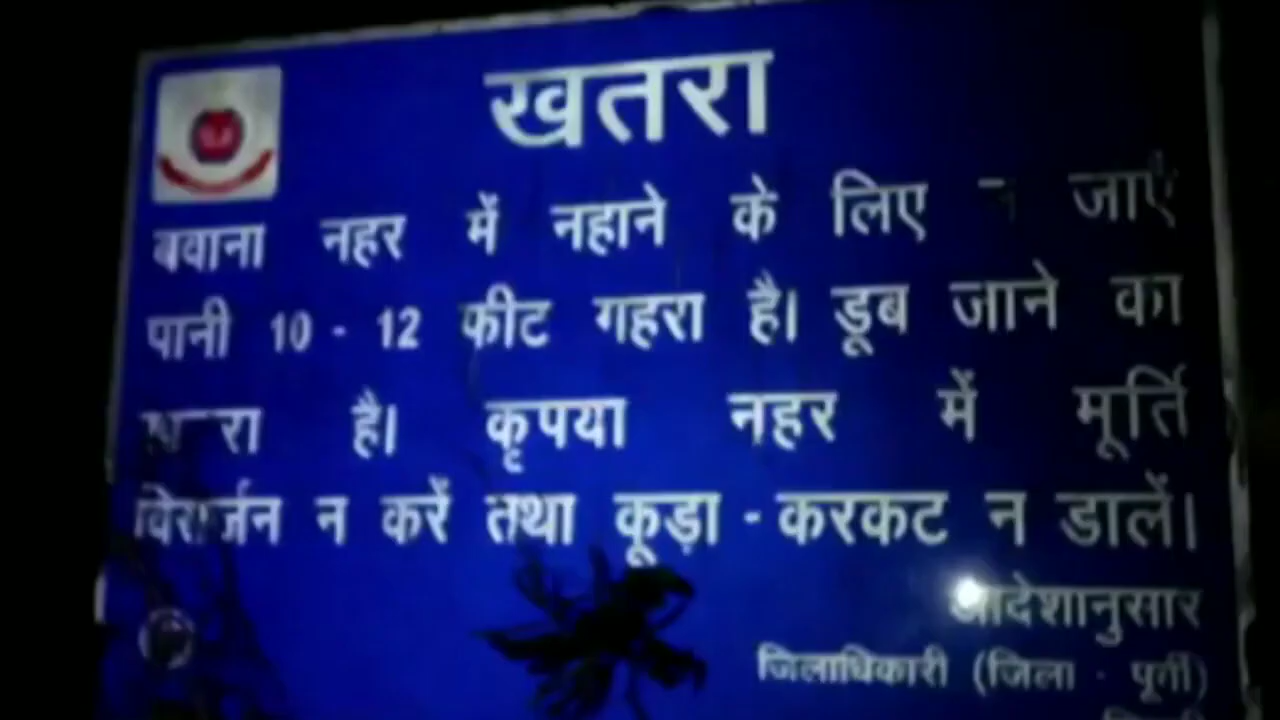 खतरा
बवाना नहर में नहाने के लिए न जाएं
पानी 10 - 12 फीट गहरा है। डूब जाने का
खतरा है। कृपया नहर में मूर्ति
विसर्जन न करें तथा कूड़ा - करकट न डालें।
आदेशानुसार
जिलाधिकारी (जिला -